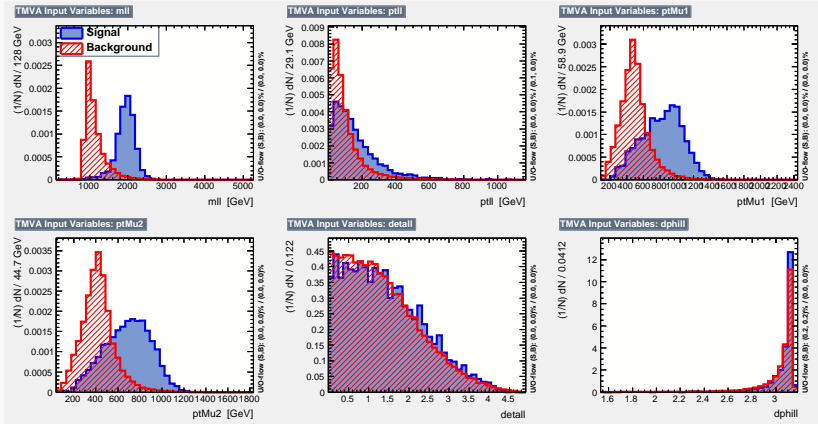 TMVA Input Variables: mll
(1/N) dN / 128 GeV
0.003
0.0025
0.002
0.0015
0.001
0.0005
0
Signal
Background
1000 2000 3000 4000 5000
mll [GeV]
U/O-flow (S,B): (0.0, 0.0)% / (0.0, 0.0)%
TMVA Input Variables: ptll
(1/N) dN / 29.1 GeV
0.009
0.008
0.007
0.006
0.005
0.004
0.003
0.002
0.001
0
200 400 600 800 1000
ptll [GeV]
U/O-flow (S,B): (0.0, 0.0)% / (0.1, 0.0)%
TMVA Input Variables: ptMu1
(1/N) dN / 58.9 GeV
0.003
0.0025
0.002
0.0015
0.001
0.0005
0
200 400 600 800 1000 1200 1400 1600 1800 2000 2200 2400
ptMu1 [GeV]
U/O-flow (S,B): (0.0, 0.0)% / (0.0, 0.0)%
TMVA Input Variables: ptMu2
(1/N) dN / 44.7 GeV
0.0035
0.003
0.0025
0.002
0.0015
0.001
0.0005
0
200 400 600 800 1000 1200 1400 1600 1800
ptMu2 [GeV]
U/O-flow (S,B): (0.0, 0.0)% / (0.0, 0.0)%
TMVA Input Variables: detall
(1/N) dN / 0.122
0.45
0.4
0.35
0.3
0.25
0.2
0.15
0.1
0.05
0
0.5 1 1.5 2 2.5 3 3.5 4 4.5
detall
U/O-flow (S,B): (0.0, 0.0)% / (0.0, 0.0)%
TMVA Input Variables: dphill
(1/N) dN / 0.0412
12
10
8
6
4
2
0
1.6 1.8 2 2.2 2.4 2.6 2.8 3
dphill
U/O-flow (S,B): (0.2, 0.2)% / (0.0, 0.0)%